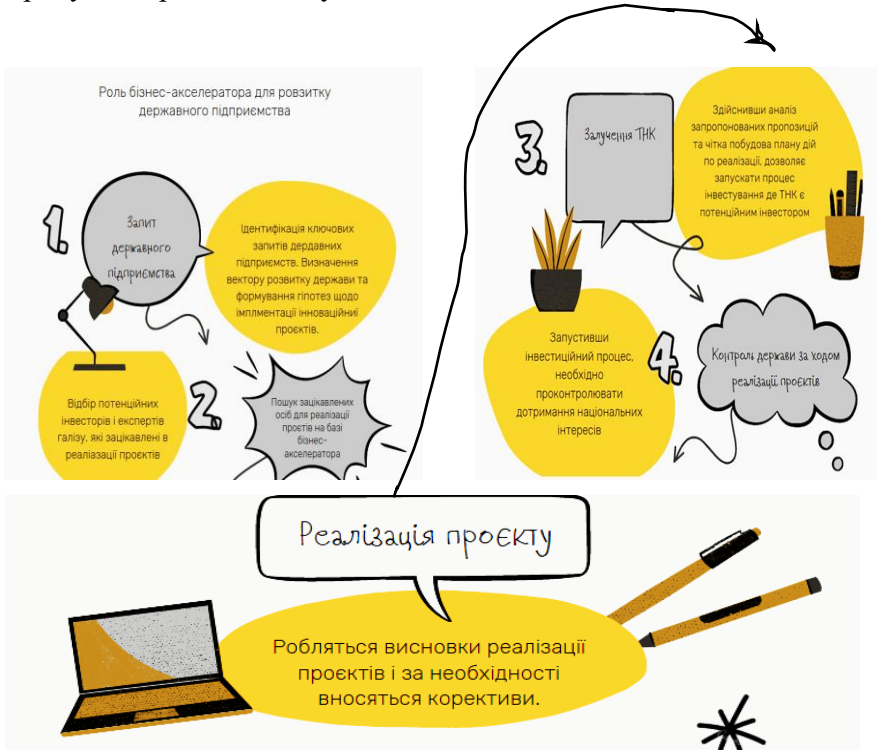 Роль бізнес-акселератора для ровзитку
державного підприємства
1.
Запит
державного
підприємства
Ідентифікація ключових
запитів дердавних
підприємств. Визначення
вектору розвитку держави та
формування гіпотез щодо
імплментації інноваційниї
проєктів.
2.
Пошук зацікавлених
осіб для реалізації
проєтів на базі
бізнес-
акселератора
Відбір потенційних
інвесторів і експертів
галізу, які зацікавлені в
реаліазації проєктів
3.
Залучення ТНК
Здійснивши аналіз
запропонованих пропозицій
та чітка побудова плану дій
по реалізації, дозволяє
запускати процес
інвестування де ТНК є
потенційним інвестором
4.
Контроль держави за ходом
реалізації проєктів
Запустивши
інвестиційний процес,
необхідно
проконтролювати
дотримання національних
інтересів
Реалізація проєкту
Робляться висновки реалізації
проєктів і за необхідності
вносяться корективи.